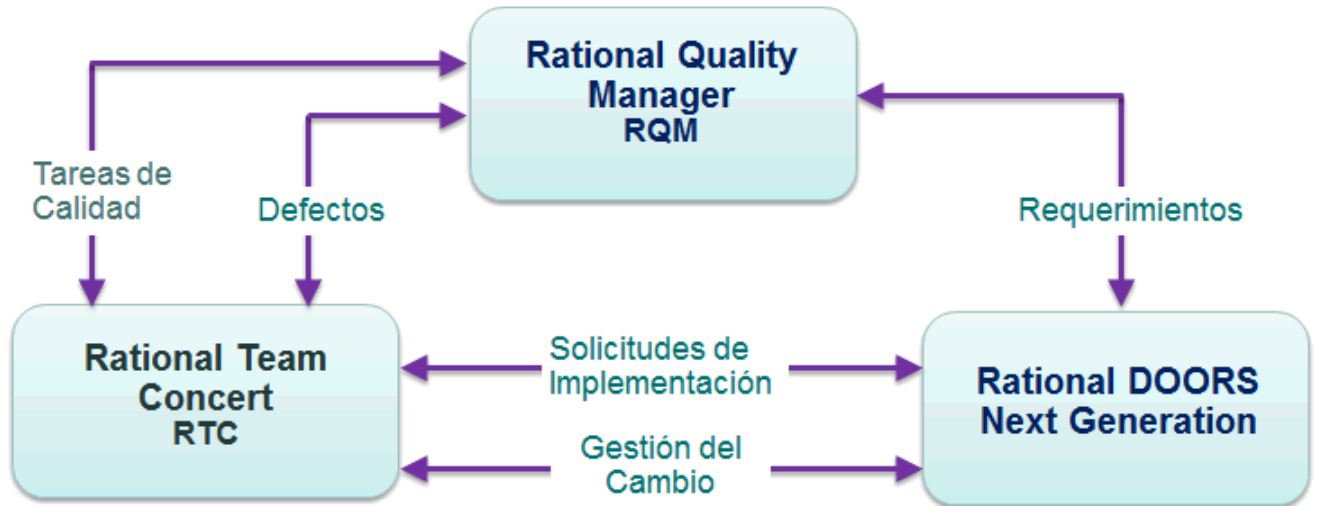 Rational Quality
Manager
RQM
Tareas de
Calidad
Defectos
Requerimientos
Rational Team
Concert
RTC
Solicitudes de
Implementación
Gestión del
Cambio
Rational DOORS
Next Generation